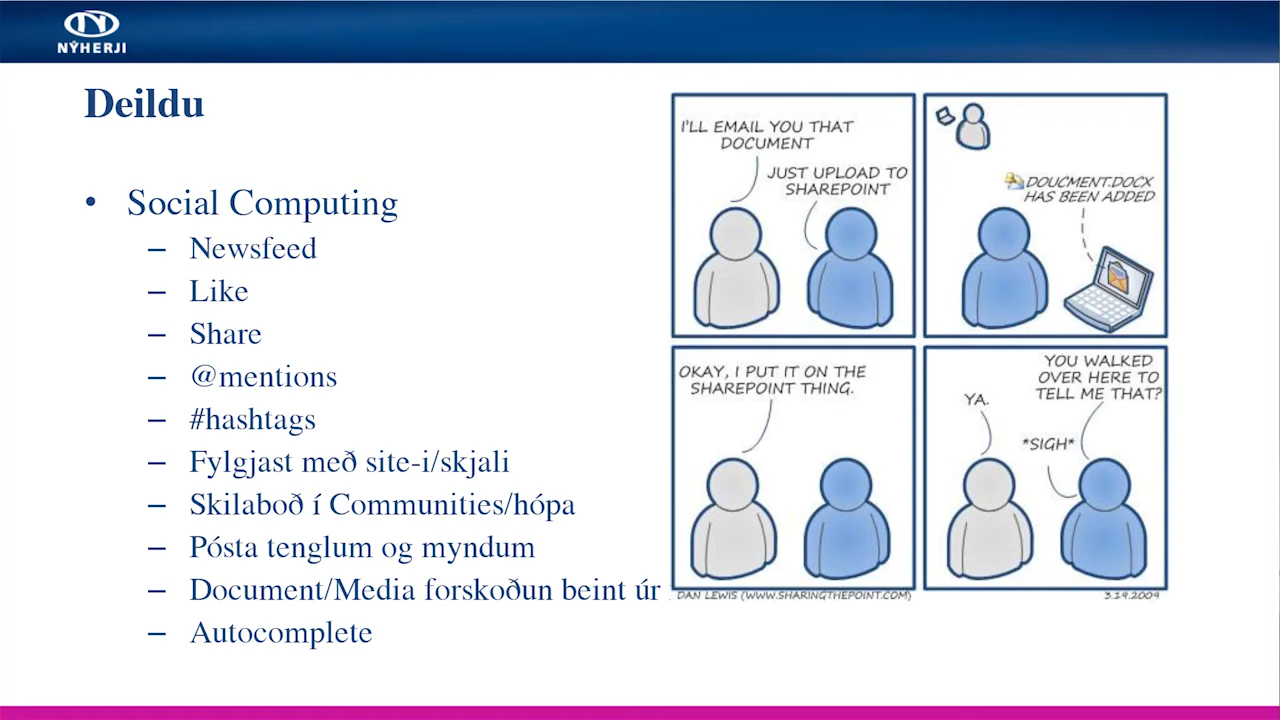 NÝHERJI
Deildu
• Social Computing
– Newsfeed
– Like
– Share
– @mentions
– #hashtags
– Fylgjast með site-i/skjali
– Skilaboð í Communities/hópa
– Pósta tenglum og myndum
– Document/Media forskoðun beint úr
– Autocomplete
I'LL EMAIL YOU THAT
DOCUMENT
JUST UPLOAD TO
SHAREPOINT
DOUCMENT.DOCX
HAS BEEN ADDED
OKAY, I PUT IT ON THE
SHAREPOINT THING.
YOU WALKED
OVER HERE TO
TELL ME THAT?
YA.
*SIGH*
DAN LEWIS (WWW.SHARINGTHEPOINT.COM)
3.19.2009